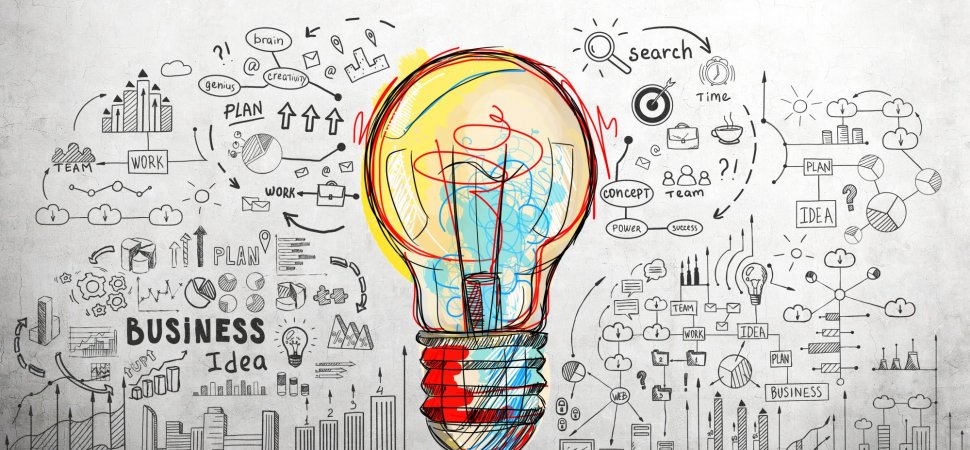 ?!
brain
@
@
creativity
genius
PLAN
TEAM
WORK
WORK
PLAN
BUSINESS
Idea
1
2
3
4
search
Time
?!
CONCEPT
Team
POWER
SUCCESS
PLAN
IDEA
?
TEAM
WORK
IDEA
PLAN
BUSINESS
WEB
?
?
2